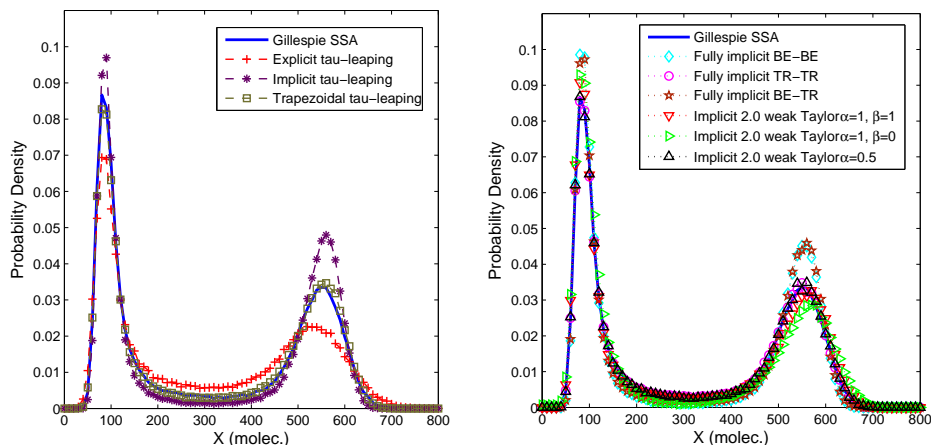 Gillespie SSA
Explicit tau-leaping
Implicit tau-leaping
Trapezoidal tau-leaping
Probability Density
0.1
0.09
0.08
0.07
0.06
0.05
0.04
0.03
0.02
0.01
0
0 100 200 300 400 500 600 700 800
X (molec.)
Gillespie SSA
Fully implicit BE-BE
Fully implicit TR-TR
Fully implicit BE-TR
Implicit 2.0 weak Taylorα=1, β=1
Implicit 2.0 weak Taylorα=1, β=0
Implicit 2.0 weak Taylorα=0.5
Probability Density
0.1
0.09
0.08
0.07
0.06
0.05
0.04
0.03
0.02
0.01
0
0 100 200 300 400 500 600 700 800
X (molec.)